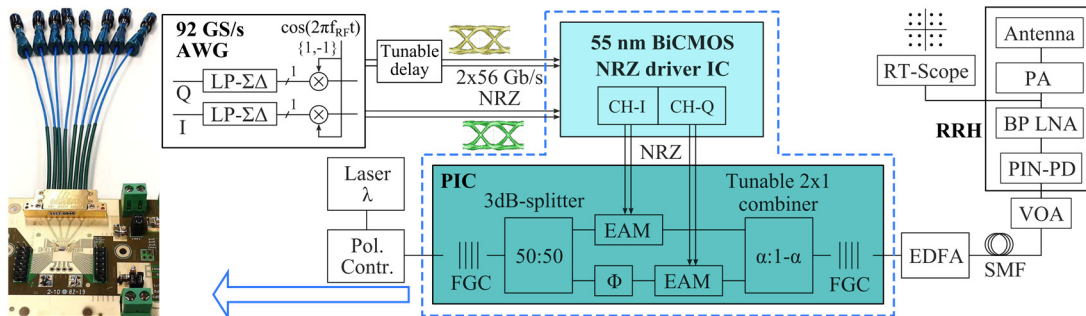 92 GS/s
AWG
cos(2πf_RF t)
{1,-1}
Q
LP-ΣΔ
1
I
LP-ΣΔ
1
Tunable
delay
2x56 Gb/s
NRZ
55 nm BiCMOS
NRZ driver IC
CH-I
CH-Q
NRZ
RT-Scope
Antenna
PA
BP LNA
PIN-PD
RRH
VOA
SMF
EDFA
Laser
λ
Pol.
Contr.
PIC
3dB-splitter
Tunable 2x1
combiner
FGC
50:50
EAM
Φ
EAM
α:1-α
FGC